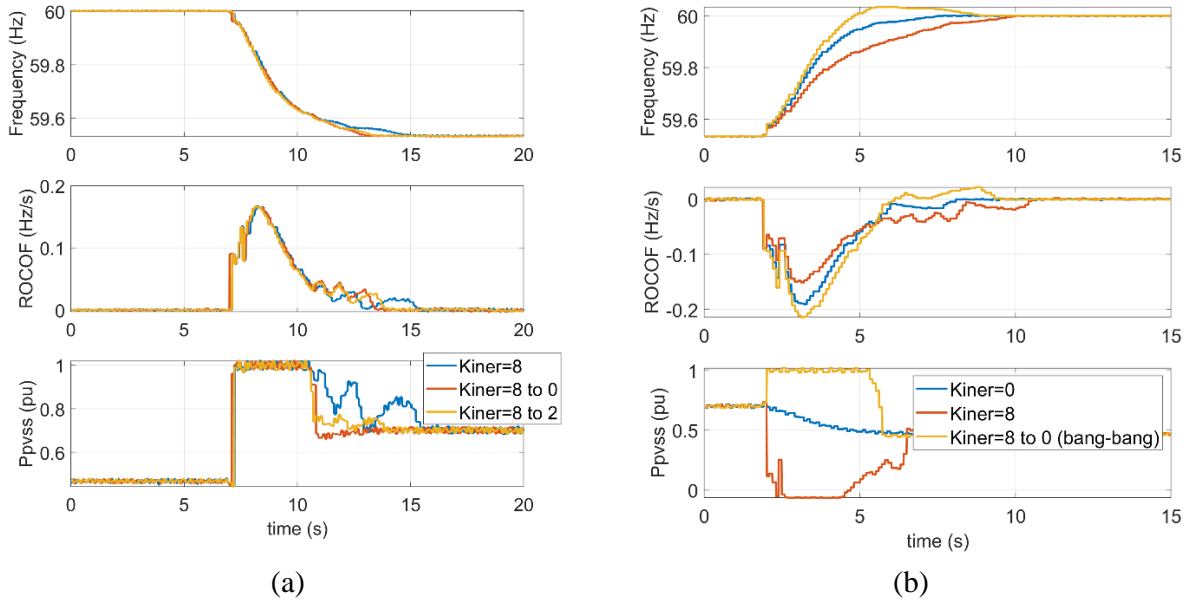 60
59.8
59.6
Frequency (Hz)
0 5 10 15 20
0.2
0.1
0
ROCOF (Hz/s)
0 5 10 15 20
1
0.8
0.6
Ppvss (pu)
Kiner=8
Kiner=8 to 0
Kiner=8 to 2
0 5 10 15 20
time (s)
(a)
60
59.8
59.6
Frequency (Hz)
0 5 10 15
0
-0.1
-0.2
ROCOF (Hz/s)
0 5 10 15
1
0.5
0
Ppvss (pu)
Kiner=0
Kiner=8
Kiner=8 to 0 (bang-bang)
0 5 10 15
time (s)
(b)